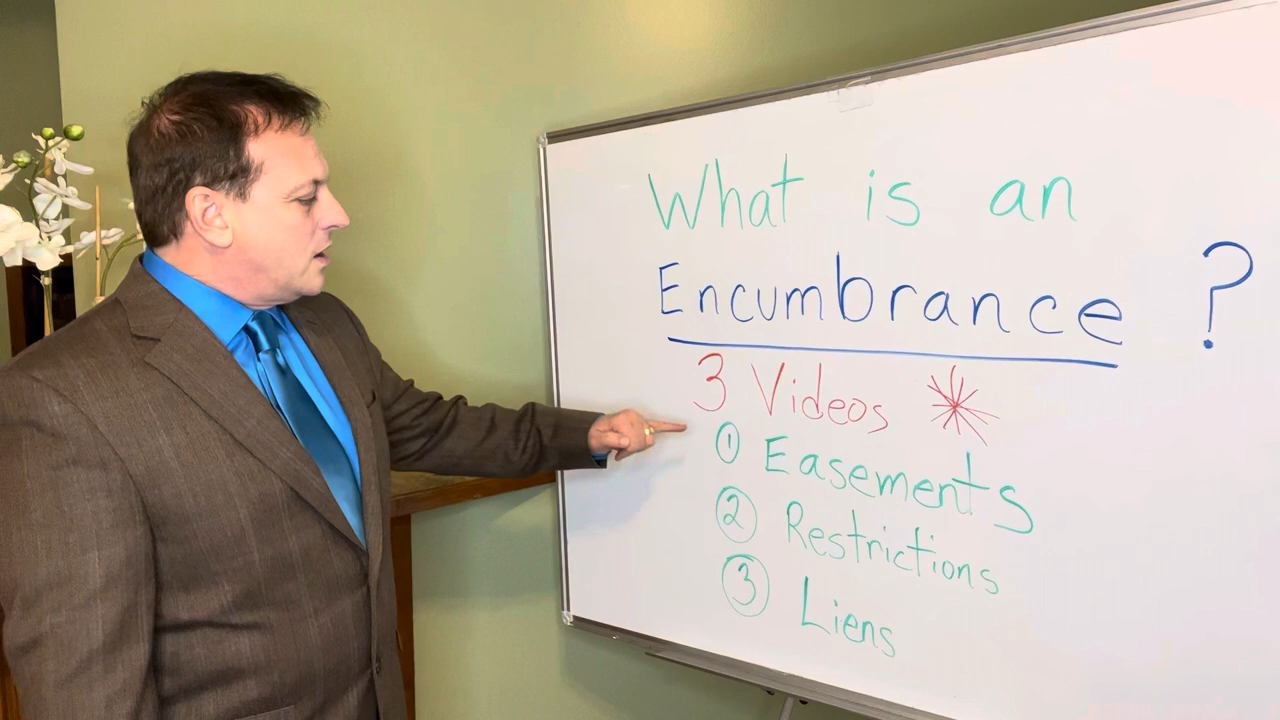 What is an
Encumbrance ?
3 Videos
① Easements
② Restrictions
③ Liens